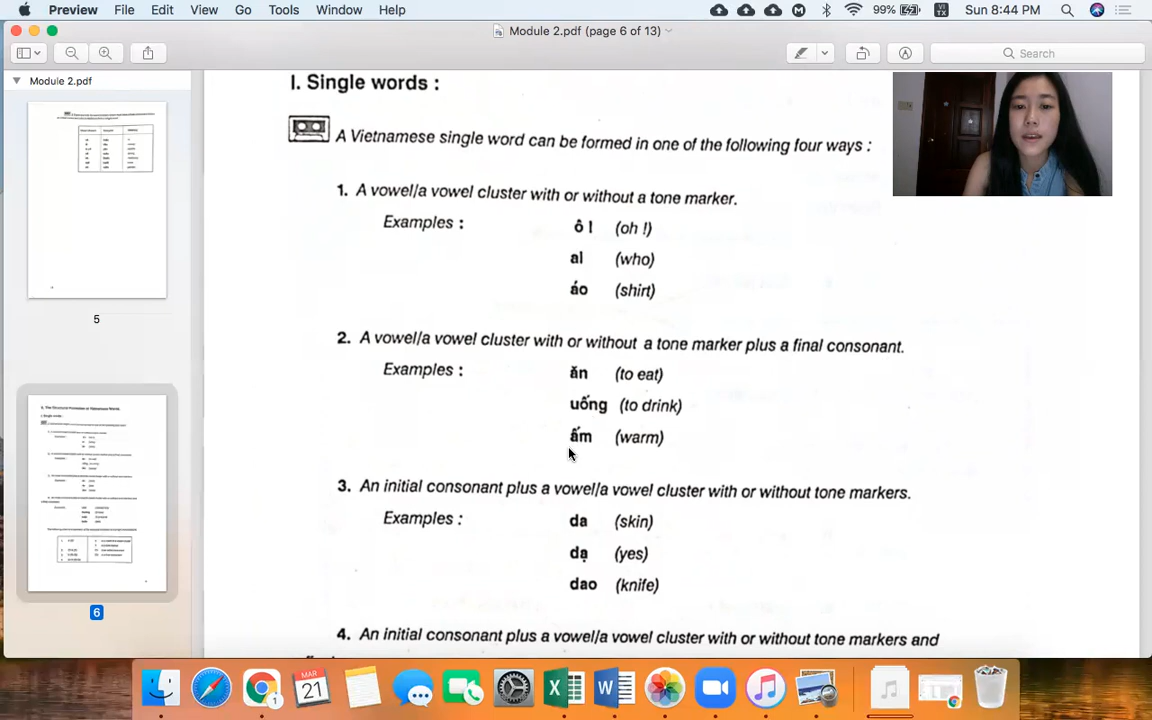 Preview File Edit View Go Tools Window Help
99% VI TX Sun 8:44 PM
Module 2.pdf (page 6 of 13)
Search
Module 2.pdf
5
6
I. Single words :
A Vietnamese single word can be formed in one of the following four ways :
1. A vowel/a vowel cluster with or without a tone marker.
Examples : ô ! (oh !)
aI (who)
áo (shirt)
2. A vowel/a vowel cluster with or without a tone marker plus a final consonant.
Examples : ăn (to eat)
uống (to drink)
ấm (warm)
3. An initial consonant plus a vowel/a vowel cluster with or without tone markers.
Examples : da (skin)
dạ (yes)
dao (knife)
4. An initial consonant plus a vowel/a vowel cluster with or without tone markers and
MAR
21